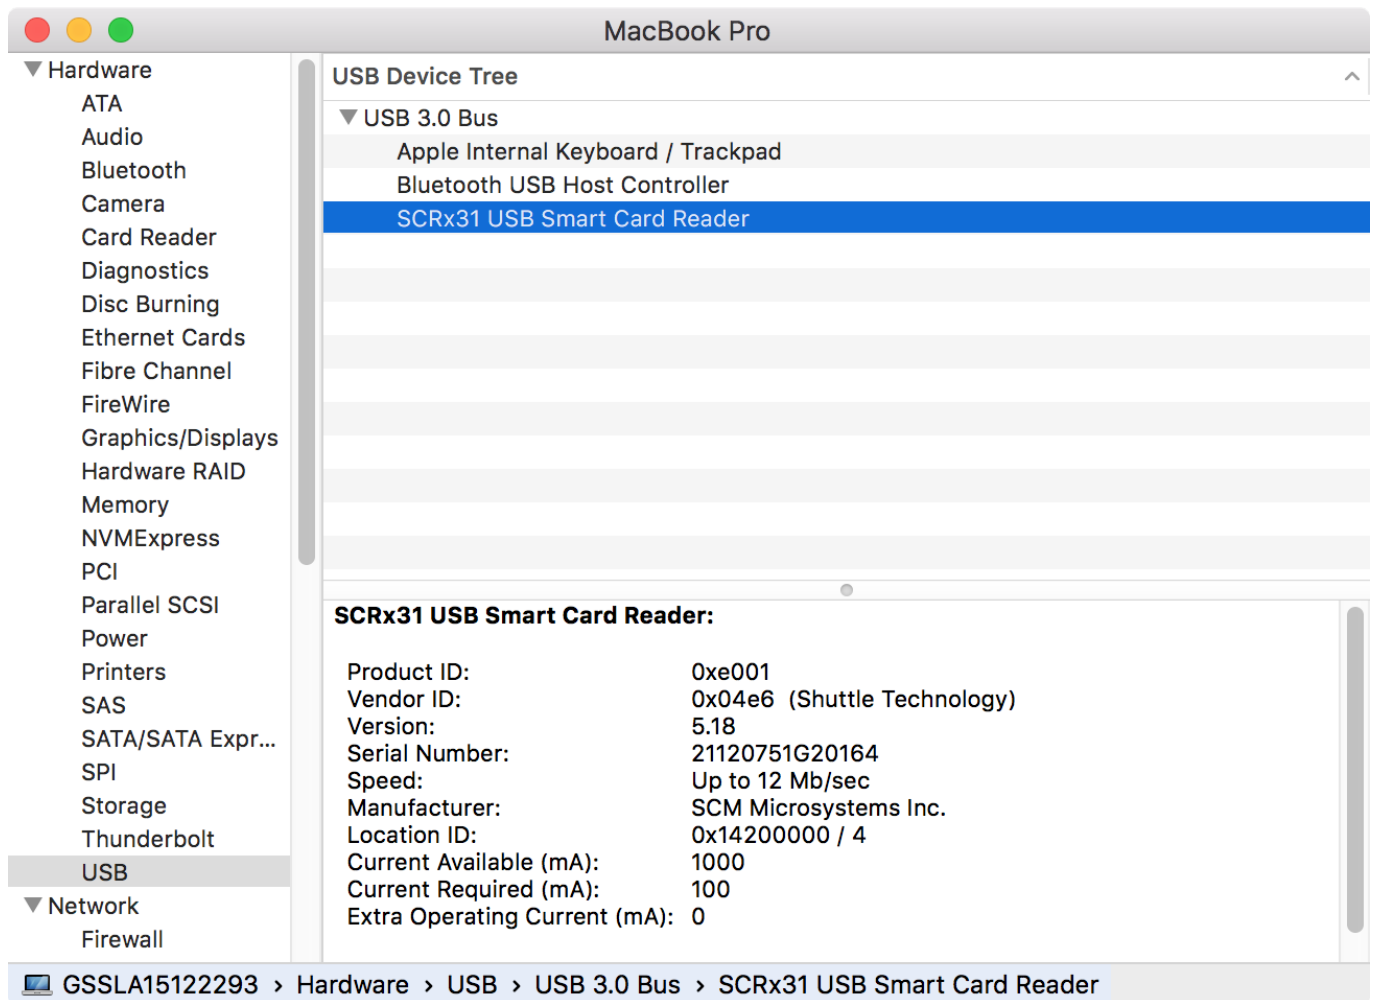 MacBook Pro
Hardware
ATA
Audio
Bluetooth
Camera
Card Reader
Diagnostics
Disc Burning
Ethernet Cards
Fibre Channel
FireWire
Graphics/Displays
Hardware RAID
Memory
NVMExpress
PCI
Parallel SCSI
Power
Printers
SAS
SATA/SATA Expr...
SPI
Storage
Thunderbolt
USB
Network
Firewall
USB Device Tree
USB 3.0 Bus
Apple Internal Keyboard / Trackpad
Bluetooth USB Host Controller
SCRx31 USB Smart Card Reader
SCRx31 USB Smart Card Reader:
Product ID: 0xe001
Vendor ID: 0x04e6 (Shuttle Technology)
Version: 5.18
Serial Number: 21120751G20164
Speed: Up to 12 Mb/sec
Manufacturer: SCM Microsystems Inc.
Location ID: 0x14200000 / 4
Current Available (mA): 1000
Current Required (mA): 100
Extra Operating Current (mA): 0
GSSLA15122293 › Hardware › USB › USB 3.0 Bus › SCRx31 USB Smart Card Reader